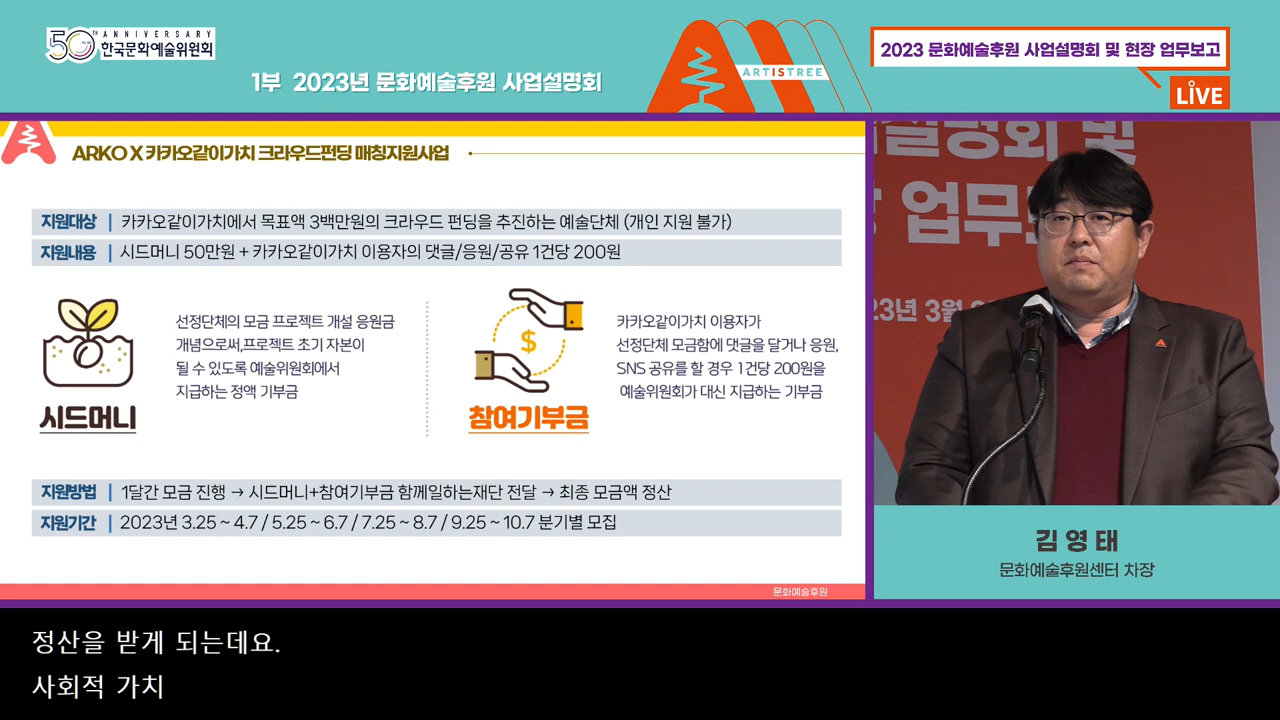 50TH ANNIVERSARY
한국문화예술위원회
1부 2023년 문화예술후원 사업설명회
ARTISTREE
2023 문화예술후원 사업설명회 및 현장 업무보고
LIVE
ARKO X 카카오같이가치 크라우드펀딩 매칭지원사업
지원대상 | 카카오같이가치에서 목표액 3백만원의 크라우드 펀딩을 추진하는 예술단체 (개인 지원 불가)
지원내용 | 시드머니 50만원 + 카카오같이가치 이용자의 댓글/응원/공유 1건당 200원
선정단체의 모금 프로젝트 개설 응원금
개념으로써,프로젝트 초기 자본이
될 수 있도록 예술위원회에서
지급하는 정액 기부금
시드머니
$
카카오같이가치 이용자가
선정단체 모금함에 댓글을 달거나 응원,
SNS 공유를 할 경우 1건당 200원을
예술위원회가 대신 지급하는 기부금
참여기부금
지원방법 | 1달간 모금 진행 → 시드머니+참여기부금 함께일하는재단 전달 → 최종 모금액 정산
지원기간 | 2023년 3.25 ~ 4.7 / 5.25 ~ 6.7 / 7.25 ~ 8.7 / 9.25 ~ 10.7 분기별 모집
문화예술후원
설명회 및
업무보
23년 3월
김 영 태
문화예술후원센터 차장
정산을 받게 되는데요.
사회적 가치